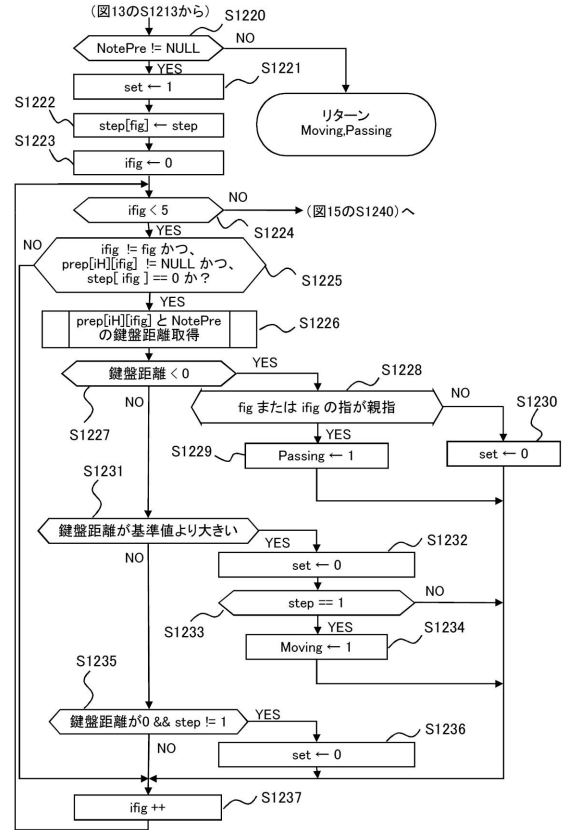 (図13のS1213から)
S1220
NotePre != NULL
NO
YES
S1221
set ← 1
リターン
Moving,Passing
S1222
step[fig] ← step
S1223
ifig ← 0
ifig < 5
NO
(図15のS1240)へ
S1224
YES
NO
ifig != fig かつ、
prep[iH][ifig] != NULL かつ、
step[ ifig ] == 0 か？
S1225
YES
prep[iH][ifig] と NotePre
の鍵盤距離取得
S1226
鍵盤距離 < 0
YES
S1227
NO
S1228
fig または ifig の指が親指
NO
S1230
YES
S1229
Passing ← 1
set ← 0
S1231
鍵盤距離が基準値より大きい
YES
NO
S1232
set ← 0
step == 1
NO
S1233
YES
S1234
Moving ← 1
S1235
鍵盤距離が0 && step != 1
YES
NO
S1236
set ← 0
ifig ++
S1237